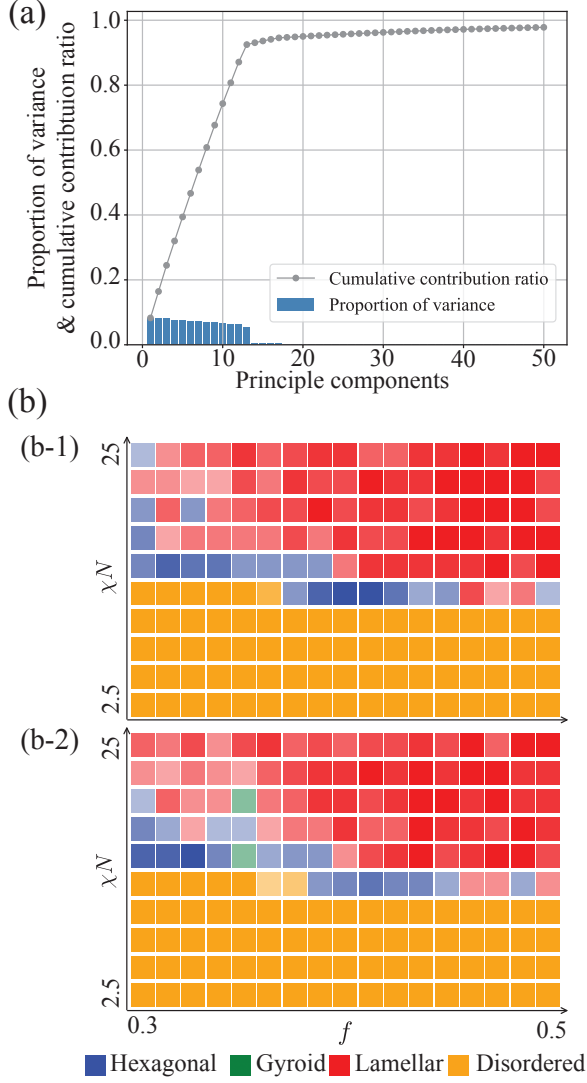 (a)
Proportion of variance
& cumulative contribtuion ratio
1.0
0.8
0.6
0.4
0.2
0.0
Cumulative contribution ratio
Proportion of variance
0 10 20 30 40 50
Principle components
(b)
(b-1)
25
χN
2.5
(b-2)
25
χN
2.5
0.3 f 0.5
Hexagonal Gyroid Lamellar Disordered